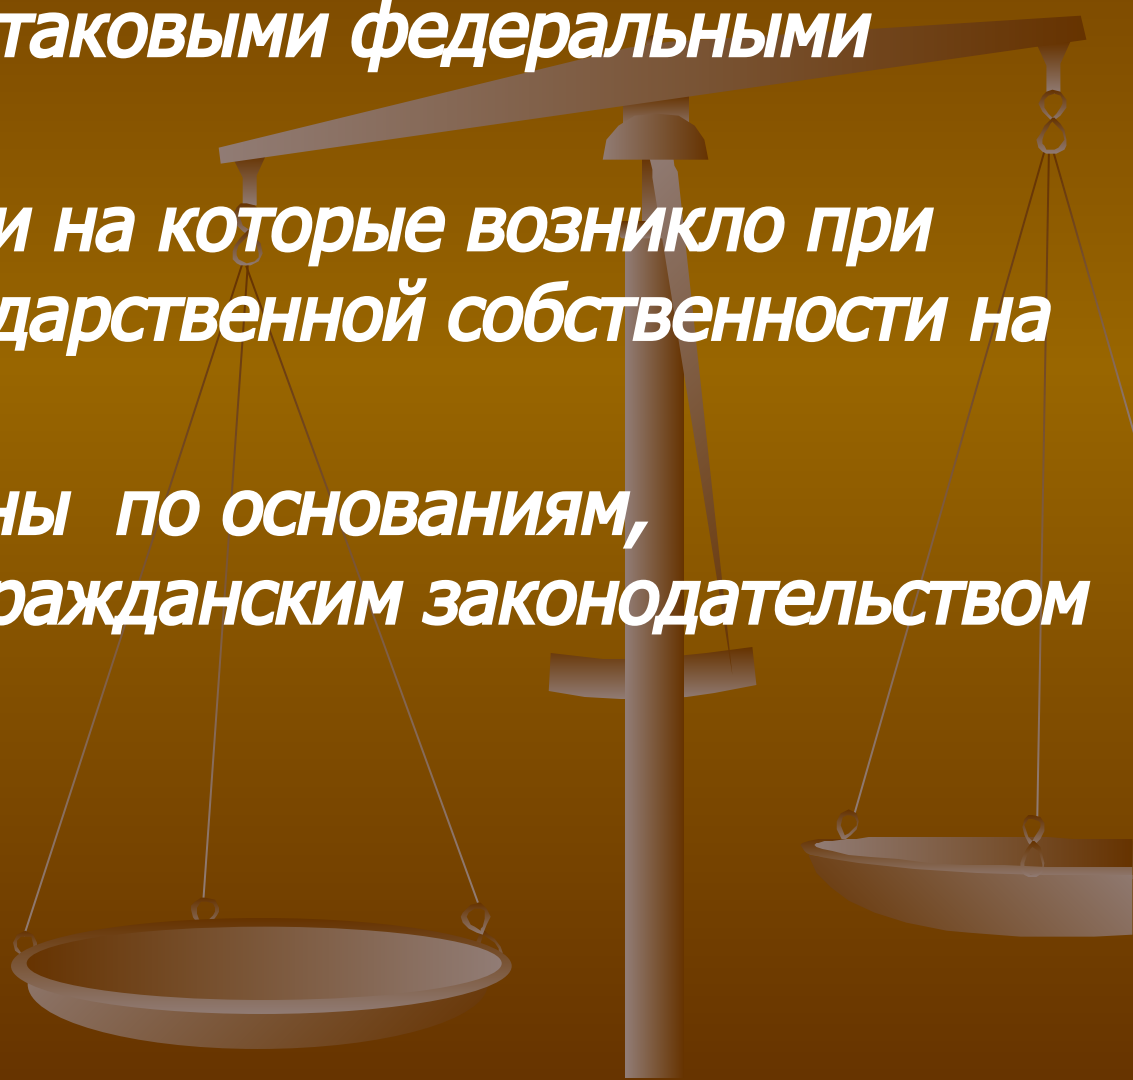 таковыми федеральными
и на которые возникло при
дарственной собственности на
ны по основаниям,
ражданским законодательством